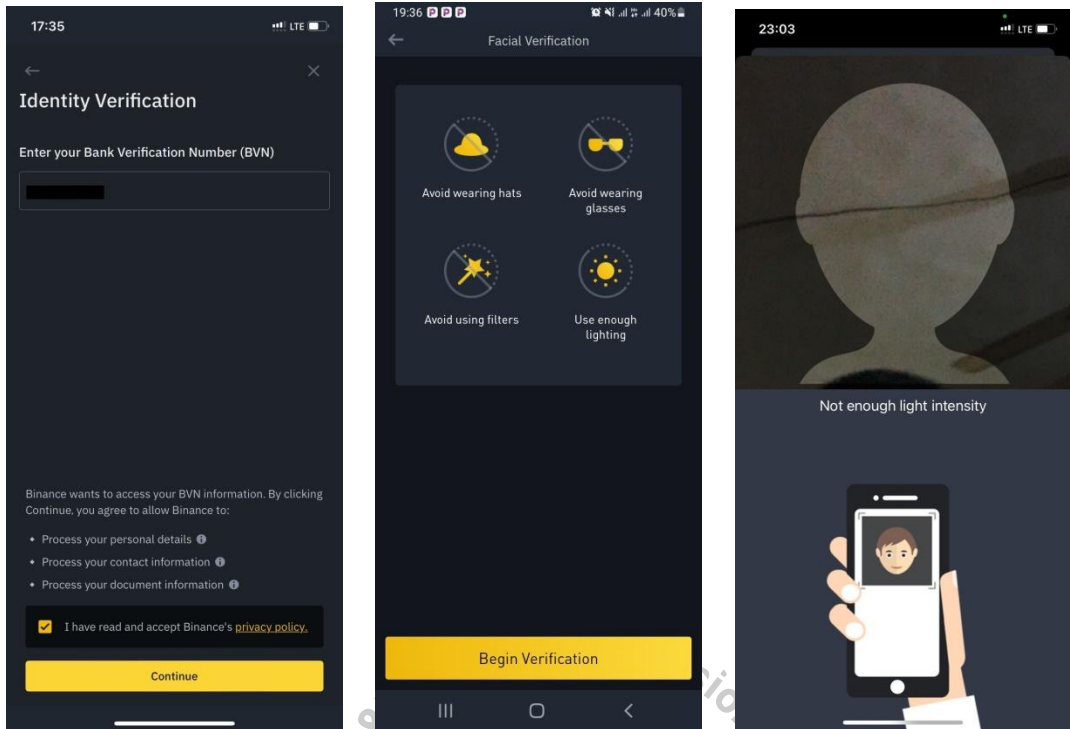 17:35
LTE
Identity Verification
Enter your Bank Verification Number (BVN)
Binance wants to access your BVN information. By clicking
Continue, you agree to allow Binance to:
• Process your personal details
• Process your contact information
• Process your document information
I have read and accept Binance's privacy policy.
Continue
19:36 P P P
40%
Facial Verification
Avoid wearing hats
Avoid wearing
glasses
Avoid using filters
Use enough
lighting
Begin Verification
23:03
LTE
Not enough light intensity